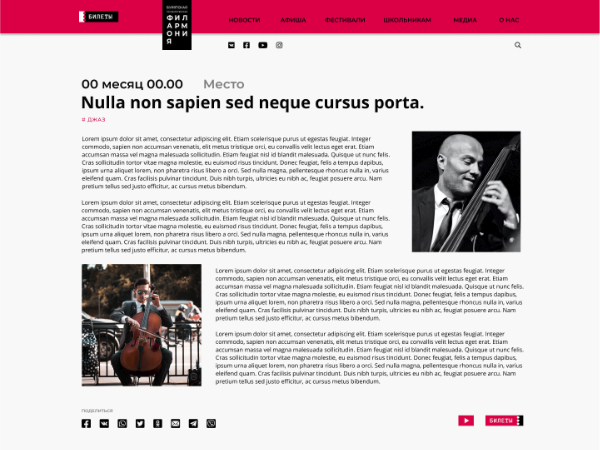 БИЛЕТЫ
ФИЛ
АРМ
ОНИ
Я
НОВОСТИ
АФИША
ФЕСТИВАЛИ
ШКОЛЬНИКАМ
МЕДИА
О НАС
00 месяц 00.00 Место
Nulla non sapien sed neque cursus porta.
# ДЖАЗ
Lorem ipsum dolor sit amet, consectetur adipiscing elit. Etiam scelerisque purus ut egestas feugiat. Integer
commodo, sapien in consectetur ultricies, elit metus tristique orci, eu convallis velit lectus eget erat. Etiam
accumsan massa vel magna malesuada sollicitudin. Etiam feugiat nisl id blandit malesuada. Quisque ut nunc felis.
Cras sollicitudin tortor vitae magna molestie, eu euismod risus tincidunt. Donec feugiat, felis a tempus dapibus,
ipsum urna aliquet lorem, non pharetra risus libero a orci. Sed nulla magna, pellentesque rhoncus nulla in, varius
eleifend quam. Cras facilisis pulvinar tincidunt. Duis nibh turpis, ultricies eu nibh ac, feugiat posuere arcu. Nam
pretium tellus sed justo efficitur, ac cursus metus bibendum.
Lorem ipsum dolor sit amet, consectetur adipiscing elit. Etiam scelerisque purus ut egestas feugiat. Integer
commodo, sapien in consectetur ultricies, elit metus tristique orci, eu convallis velit lectus eget erat. Etiam
accumsan massa vel magna malesuada sollicitudin. Etiam feugiat nisl id blandit malesuada. Quisque ut nunc felis.
Cras sollicitudin tortor vitae magna molestie, eu euismod risus tincidunt. Donec feugiat, felis a tempus dapibus,
ipsum urna aliquet lorem, non pharetra risus libero a orci. Sed nulla magna, pellentesque rhoncus nulla in, varius
eleifend quam. Cras facilisis pulvinar tincidunt. Duis nibh turpis, ultricies eu nibh ac, feugiat posuere arcu. Nam
pretium tellus sed justo efficitur, ac cursus metus bibendum.
Lorem ipsum dolor sit amet, consectetur adipiscing elit. Etiam scelerisque purus ut egestas feugiat. Integer
commodo, sapien in consectetur ultricies, elit metus tristique orci, eu convallis velit lectus eget erat. Etiam
accumsan massa vel magna malesuada sollicitudin. Etiam feugiat nisl id blandit malesuada. Quisque ut nunc felis.
Cras sollicitudin tortor vitae magna molestie, eu euismod risus tincidunt. Donec feugiat, felis a tempus dapibus,
ipsum urna aliquet lorem, non pharetra risus libero a orci. Sed nulla magna, pellentesque rhoncus nulla in, varius
eleifend quam. Cras facilisis pulvinar tincidunt. Duis nibh turpis, ultricies eu nibh ac, feugiat posuere arcu. Nam
pretium tellus sed justo efficitur, ac cursus metus bibendum.
Lorem ipsum dolor sit amet, consectetur adipiscing elit. Etiam scelerisque purus ut egestas feugiat. Integer
commodo, sapien in consectetur ultricies, elit metus tristique orci, eu convallis velit lectus eget erat. Etiam
accumsan massa vel magna malesuada sollicitudin. Etiam feugiat nisl id blandit malesuada. Quisque ut nunc felis.
Cras sollicitudin tortor vitae magna molestie, eu euismod risus tincidunt. Donec feugiat, felis a tempus dapibus,
ipsum urna aliquet lorem, non pharetra risus libero a orci. Sed nulla magna, pellentesque rhoncus nulla in, varius
eleifend quam. Cras facilisis pulvinar tincidunt. Duis nibh turpis, ultricies eu nibh ac, feugiat posuere arcu. Nam
pretium tellus sed justo efficitur, ac cursus metus bibendum.
ПОДЕЛИТЬСЯ
БИЛЕТЫ